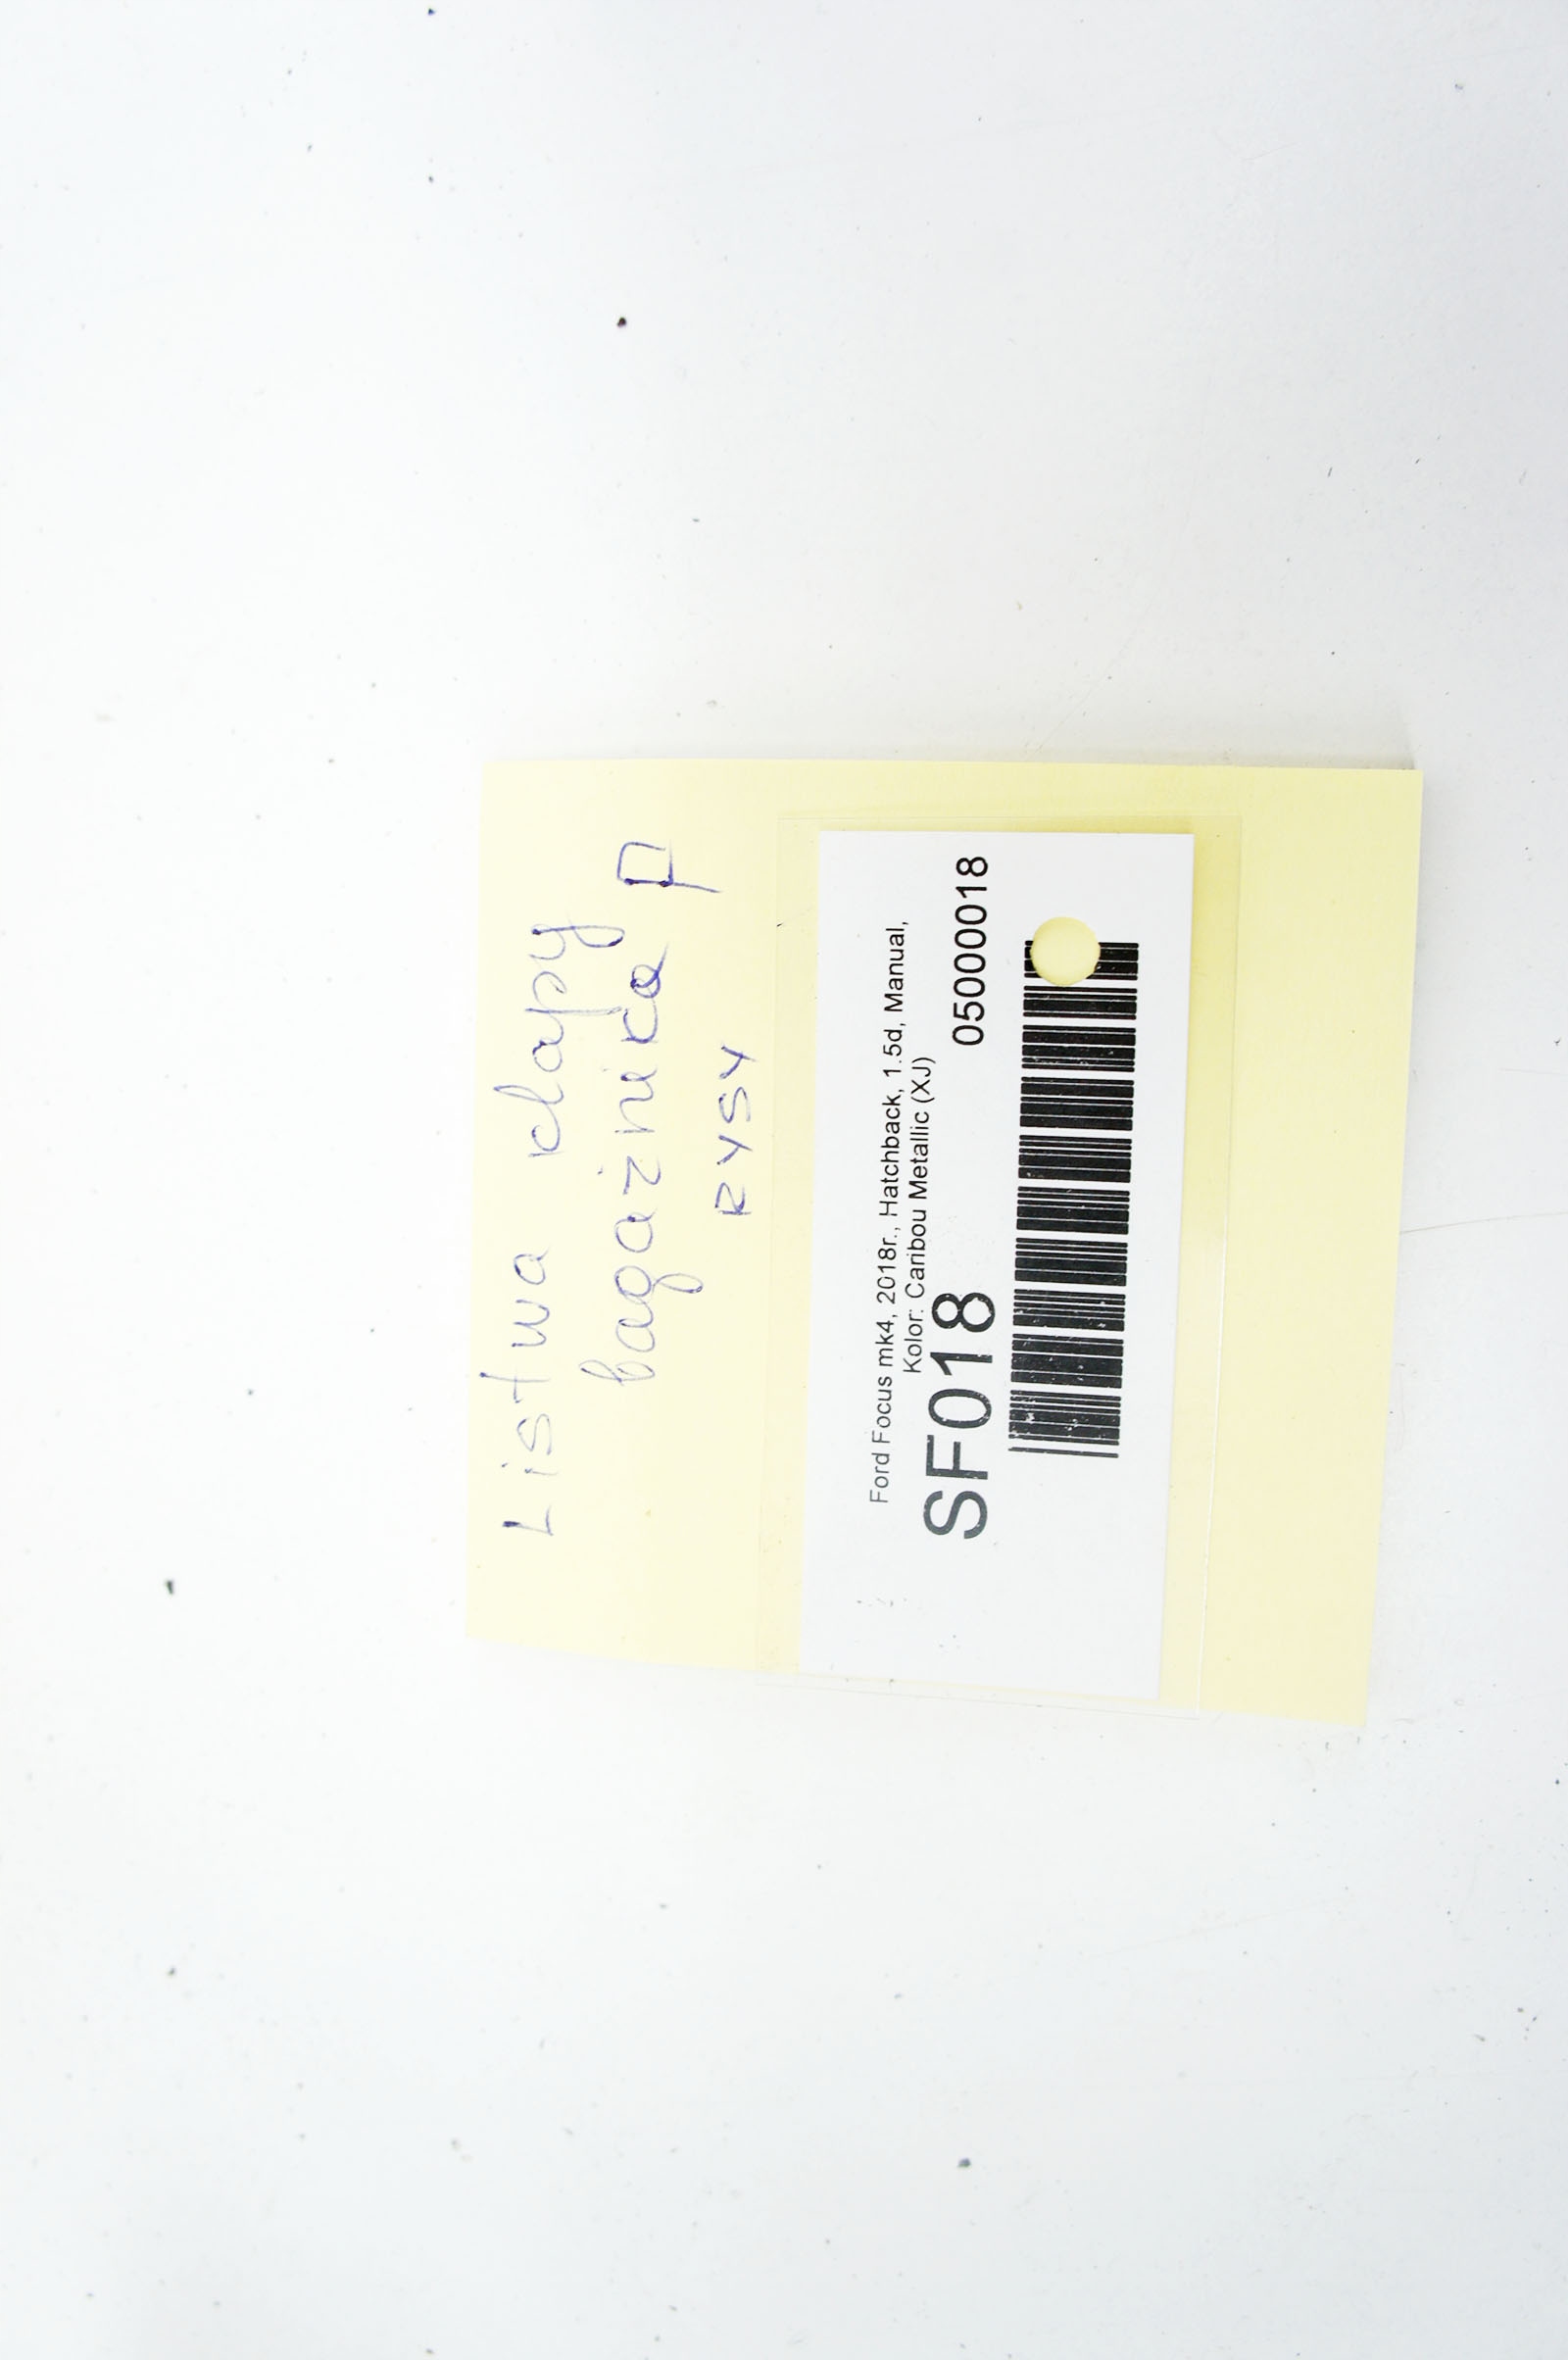 Listwa klapy
bagażnika P
RYSY
Ford Focus mk4, 2018r., Hatchback, 1.5d, Manual,
Kolor: Caribou Metallic (XJ)
SF018 05000018